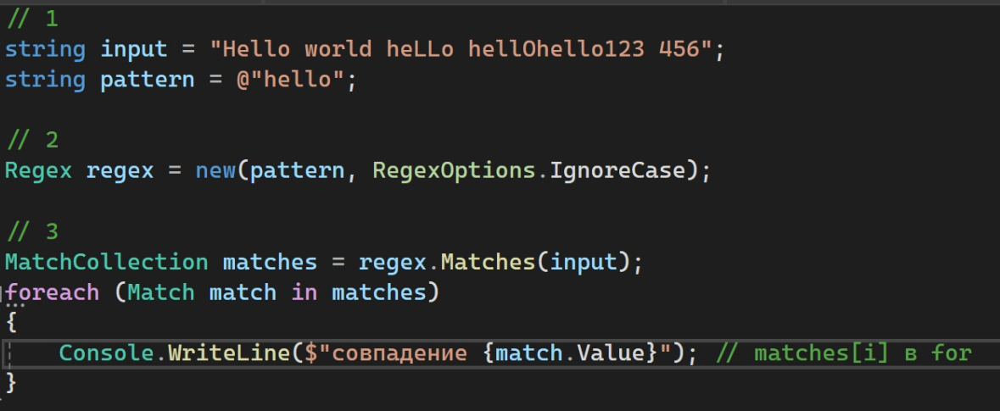 // 1
string input = "Hello world heLLo hellOhello123 456";
string pattern = @"hello";
// 2
Regex regex = new(pattern, RegexOptions.IgnoreCase);
// 3
MatchCollection matches = regex.Matches(input);
foreach (Match match in matches)
{
    Console.WriteLine($"совпадение {match.Value}"); // matches[i] в for
}